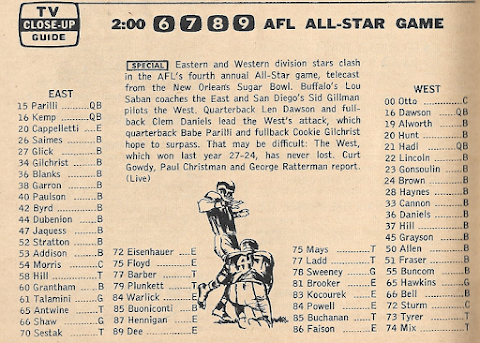 TV
CLOSE-UP
GUIDE
2:00 6 7 8 9 AFL ALL-STAR GAME
SPECIAL Eastern and Western division stars clash
in the AFL's fourth annual All-Star game, telecast
from the New Orleans Sugar Bowl. Buffalo's Lou
Saban coaches the East and San Diego's Sid Gillman
pilots the West. Quarterback Len Dawson and full-
back Clem Daniels lead the West's attack, which
quarterback Babe Parilli and fullback Cookie Gilchrist
hope to surpass. That may be difficult: The West,
which won last year 27-24, has never lost. Curt
Gowdy, Paul Christman and George Ratterman report.
(Live)
EAST
15 Parilli ..........QB
16 Kemp ..........QB
20 Cappelletti ....E
26 Saimes ........B
27 Glick ..........B
34 Gilchrist .......B
36 Blanks .........B
38 Garron .........B
40 Paulson ........B
42 Byrd ...........B
44 Dubenion ......B
47 Jaquess ........B
52 Stratton ........B
53 Addison ........B
54 Morris ..........C
58 Hill .............T
60 Grantham .....B
61 Talamini .......G
65 Antwine ........T
66 Shaw ...........G
70 Sestak ..........T
72 Eisenhauer ...E
75 Floyd ..........E
77 Barber .........T
79 Plunkett .......T
84 Warlick ........E
85 Buoniconti .....B
87 Hennigan ......E
89 Dee ............E
WEST
00 Otto ............C
16 Dawson ......QB
19 Alworth ........B
20 Hunt ...........B
21 Hadl ..........QB
22 Lincoln .........B
23 Gonsoulin .....B
24 Brown ..........B
28 Haynes .........B
33 Cannon ........B
36 Daniels .........B
37 Hill .............B
45 Grayson ........B
50 Allen ...........B
51 Fraser ..........B
55 Buncom ........B
65 Hawkins .......G
66 Bell .............B
72 Sturm ..........G
73 Tyrer ...........T
74 Mix .............T
75 Mays ..........T
77 Ladd ...........T
78 Sweeney .......G
81 Brooker ........E
83 Kocourek ......E
84 Powell .........E
85 Buchanan ......T
86 Faison .........E